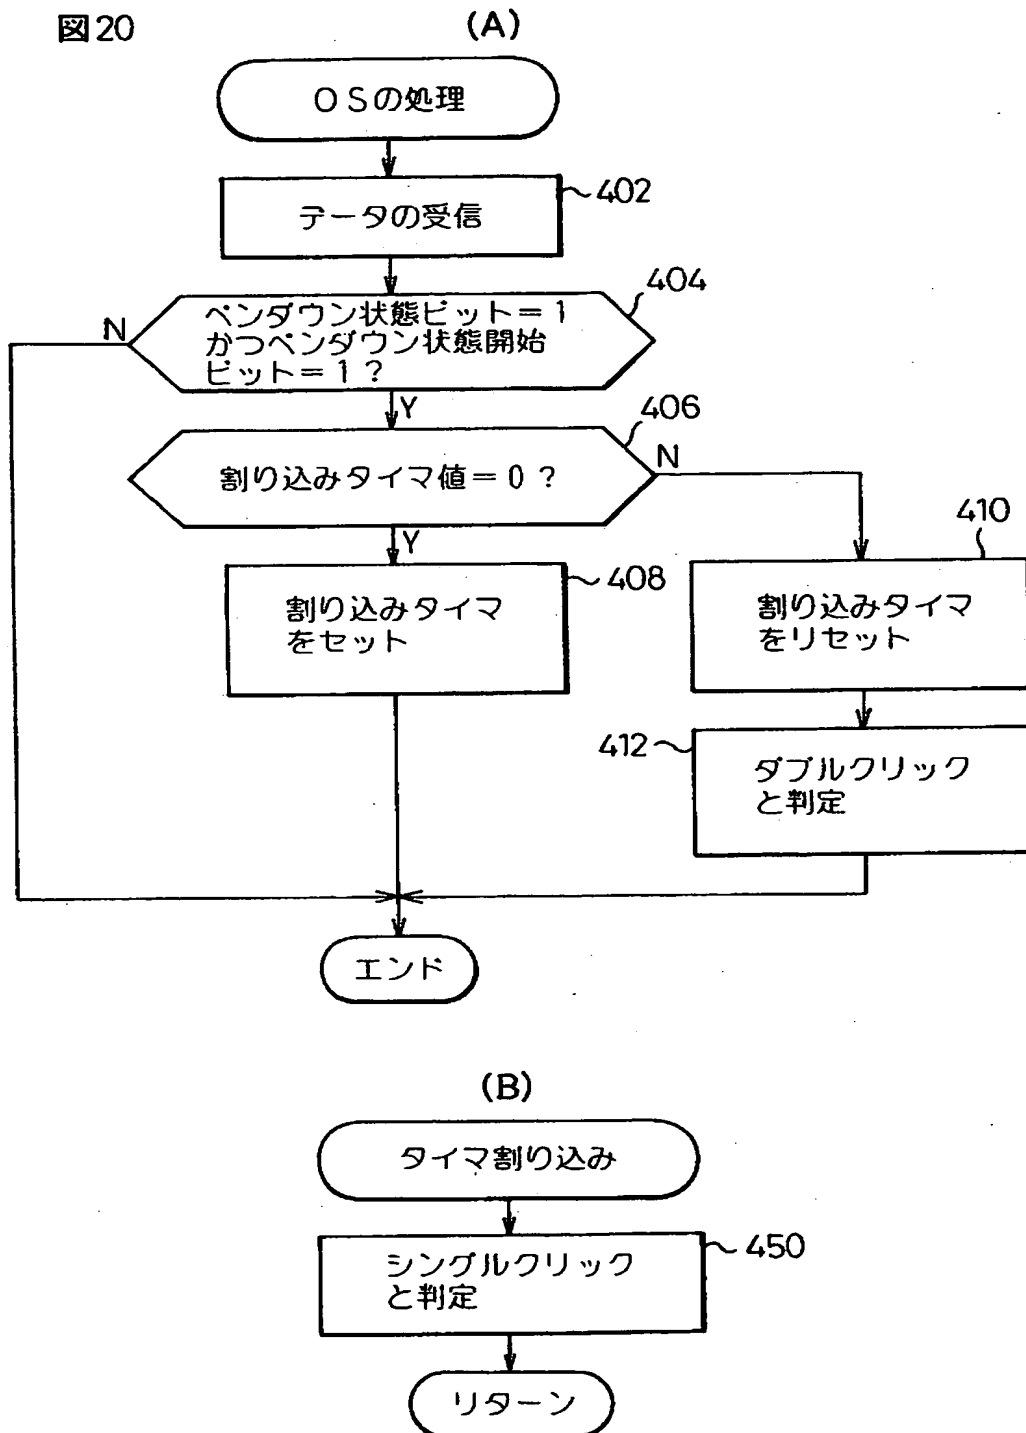 図20
(A)
OSの処理
データの受信
402
ペンダウン状態ビット=1
かつペンダウン状態開始
ビット=1?
404
N
Y
割り込みタイマ値=0?
406
N
Y
割り込みタイマ
をセット
408
割り込みタイマ
をリセット
410
ダブルクリック
と判定
412
エンド
(B)
タイマ割り込み
シングルクリック
と判定
450
リターン